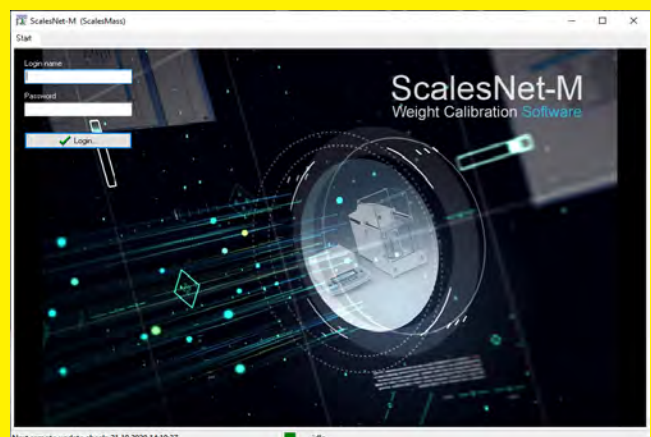 ScalesNet-M (ScalesMass)
Start
Login name
Password
Login...
ScalesNet-M
Weight Calibration Software